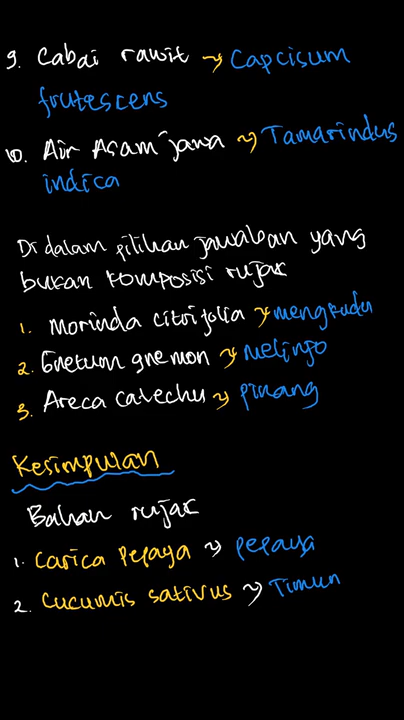 9. Cabai rawit → Capcisum
frutescens
10. Air Asam jawa → Tamarindus
indica
Di dalam pilihan jawaban yang
bukan komposisi rujak
1. Morinda citrifolia → mengkudu
2. Gnetum gnemon → melinjo
3. Areca catechu → pinang
Kesimpulan
Bahan rujak
1. Carica Pepaya → pepaya
2. Cucumis sativus → Timun